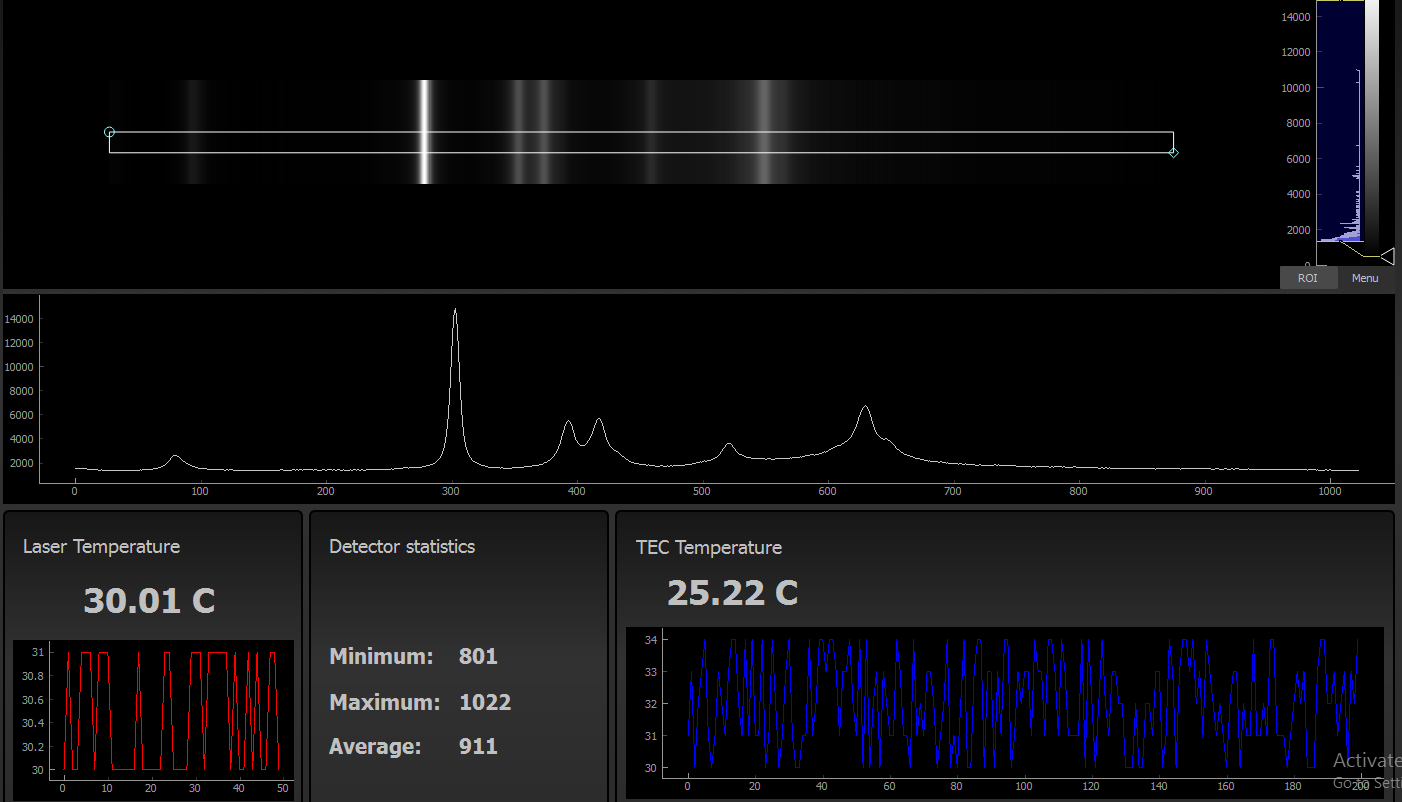 14000
12000
10000
8000
6000
4000
2000
0
ROI Menu
14000
12000
10000
8000
6000
4000
2000
0 100 200 300 400 500 600 700 800 900 1000
Laser Temperature
30.01 C
31
30.8
30.6
30.4
30.2
30
0 10 20 30 40 50
Detector statistics
Minimum: 801
Maximum: 1022
Average: 911
TEC Temperature
25.22 C
34
33
32
31
30
0 20 40 60 80 100 120 140 160 180 200
Activate
Go to Setti